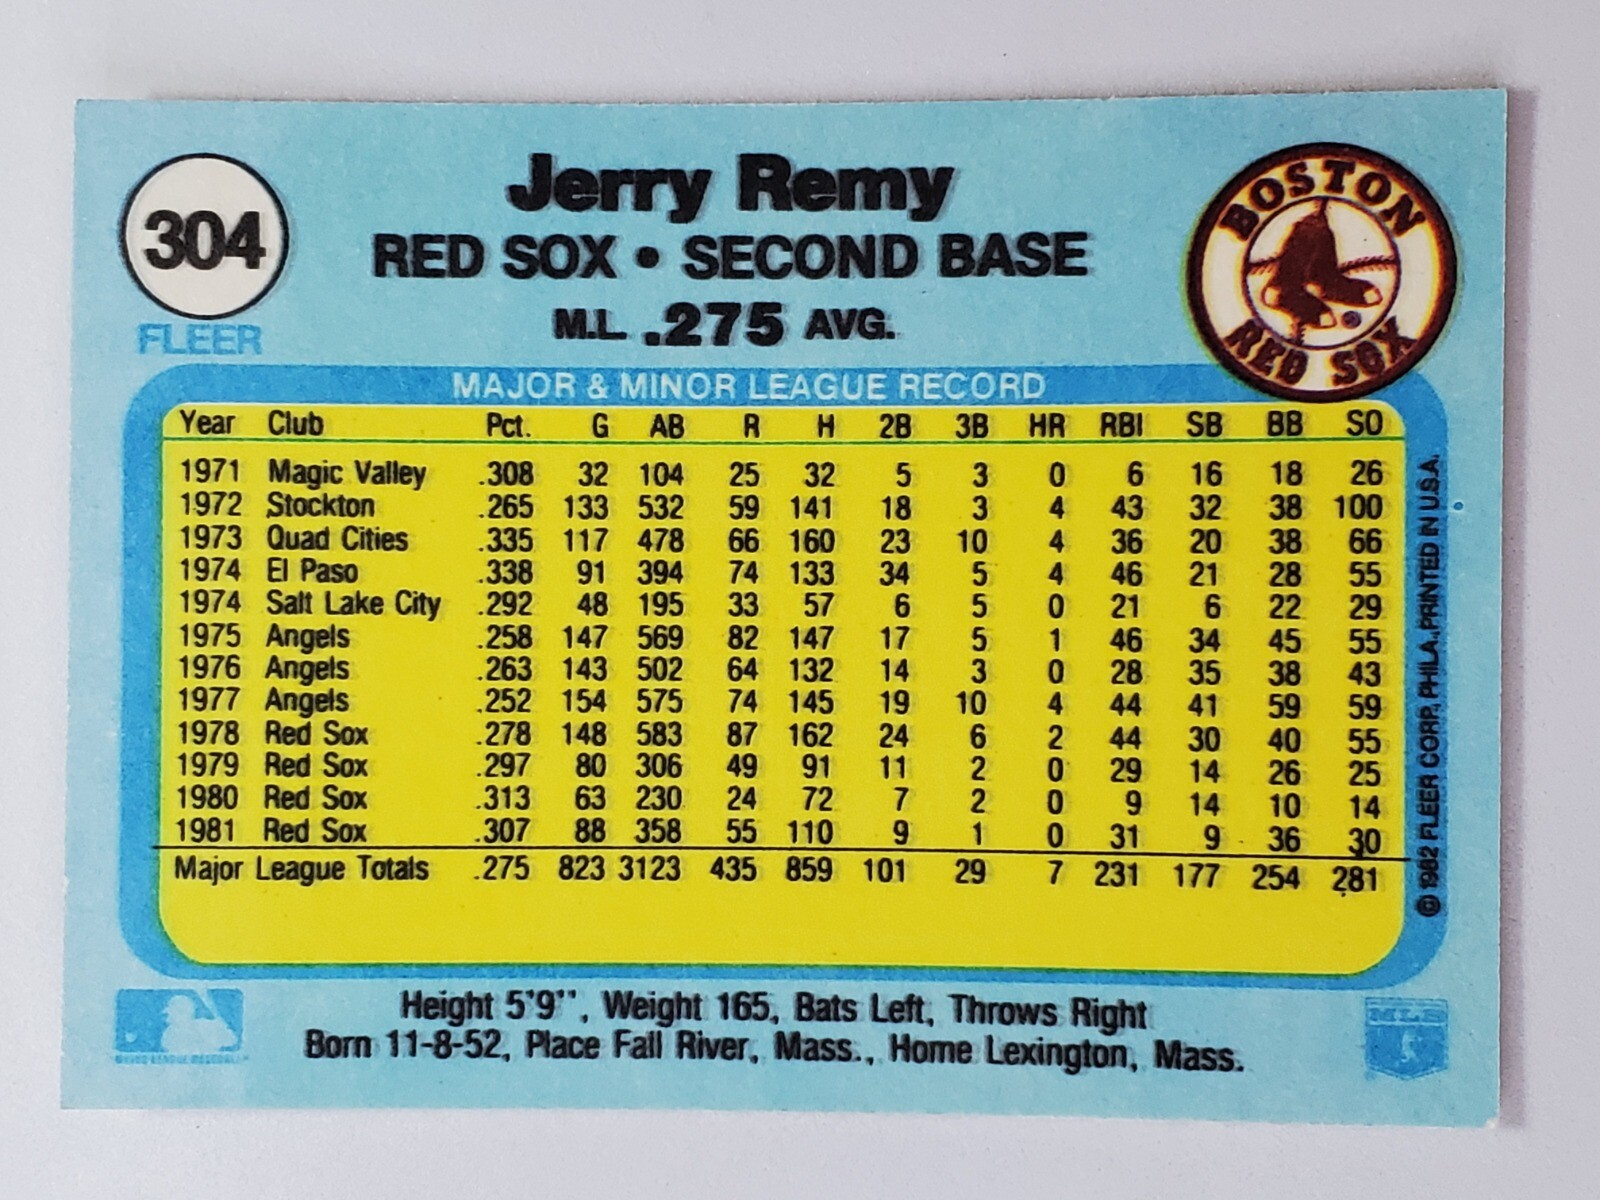 304
FLEER
Jerry Remy
RED SOX • SECOND BASE
M.L. .275 AVG.
BOSTON
RED SOX
MAJOR & MINOR LEAGUE RECORD
Year Club Pct. G AB R H 2B 3B HR RBI SB BB SO
1971 Magic Valley .308 32 104 25 32 5 3 0 6 16 18 26
1972 Stockton .265 133 532 59 141 18 3 4 43 32 38 100
1973 Quad Cities .335 117 478 66 160 23 10 4 36 20 38 66
1974 El Paso .338 91 394 74 133 34 5 4 46 21 28 55
1974 Salt Lake City .292 48 195 33 57 6 5 0 21 6 22 29
1975 Angels .258 147 569 82 147 17 5 1 46 34 45 55
1976 Angels .263 143 502 64 132 14 3 0 28 35 38 43
1977 Angels .252 154 575 74 145 19 10 4 44 41 59 59
1978 Red Sox .278 148 583 87 162 24 6 2 44 30 40 55
1979 Red Sox .297 80 306 49 91 11 2 0 29 14 26 25
1980 Red Sox .313 63 230 24 72 7 2 0 9 14 10 14
1981 Red Sox .307 88 358 55 110 9 1 0 31 9 36 30
Major League Totals .275 823 3123 435 859 101 29 7 231 177 254 281
© 1982 FLEER CORP., PHILA., PRINTED IN U.S.A.
Height 5'9'', Weight 165, Bats Left, Throws Right
Born 11-8-52, Place Fall River, Mass., Home Lexington, Mass.
MAJOR LEAGUE BASEBALL
MLB